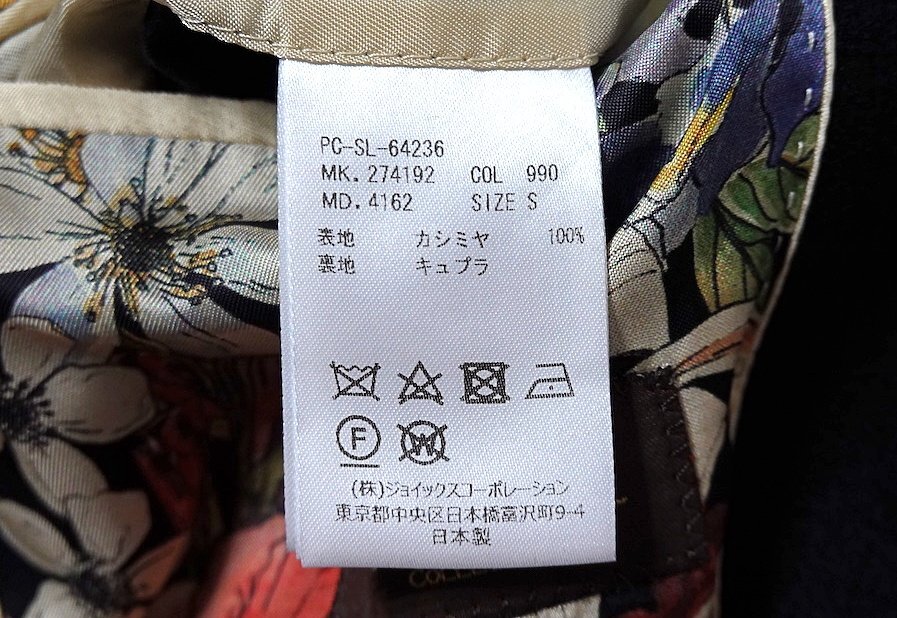 PC-SL-64236
MK. 274192 COL 990
MD. 4162 SIZE S
表地 カシミヤ 100%
裏地 キュプラ
F
W
(株)ジョイックスコーポレーション
東京都中央区日本橋富沢町9-4
日本製